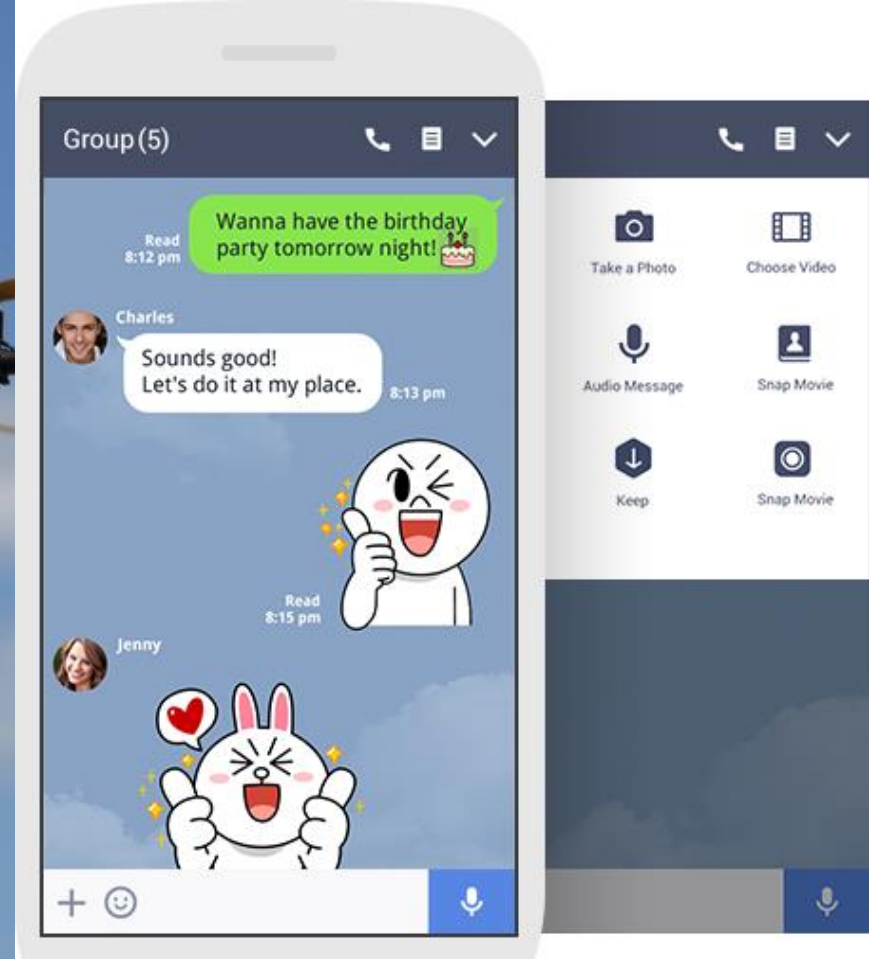 Group (5)
Wanna have the birthday
party tomorrow night!
Read
8:12 pm
Charles
Sounds good!
Let's do it at my place.
8:13 pm
Read
8:15 pm
Jenny
Take a Photo
Choose Video
Audio Message
Snap Movie
Keep
Snap Movie